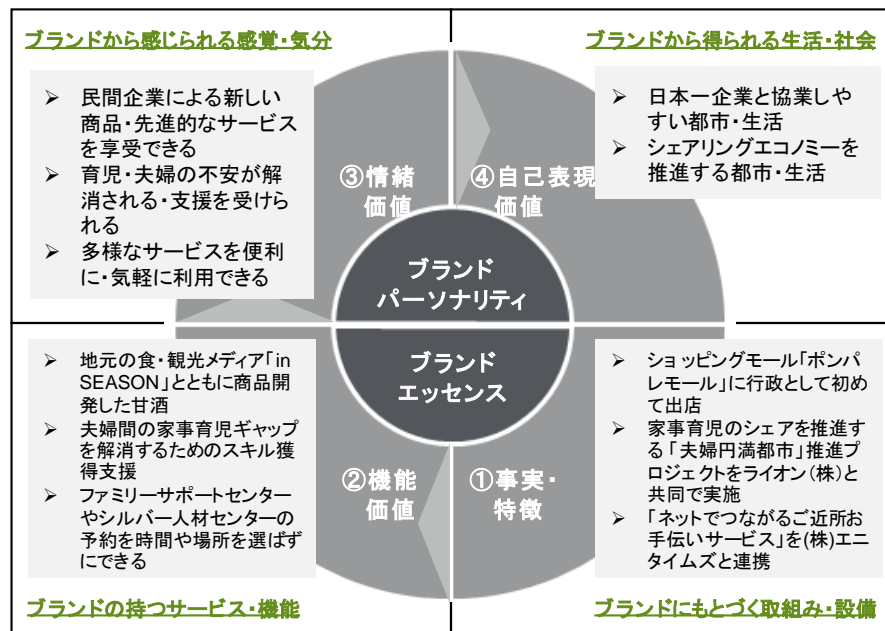 ブランドから感じられる感覚・気分
➢ 民間企業による新しい
商品・先進的なサービス
を享受できる
➢ 育児・夫婦の不安が解
消される・支援を受けら
れる
➢ 多様なサービスを便利
に・気軽に利用できる
ブランドから得られる生活・社会
➢ 日本一企業と協業しや
すい都市・生活
➢ シェアリングエコノミーを
推進する都市・生活
③情緒
価値
④自己表現
価値
ブランド
パーソナリティ
ブランド
エッセンス
②機能
価値
①事実・
特徴
➢ 地元の食・観光メディア「in
SEASON」とともに商品開
発した甘酒
➢ 夫婦間の家事育児ギャップ
を解消するためのスキル獲
得支援
➢ ファミリーサポートセンター
やシルバー人材センターの
予約を時間や場所を選ばず
にできる
ブランドの持つサービス・機能
➢ ショッピングモール「ポンパ
レモール」に行政として初め
て出店
➢ 家事育児のシェアを推進す
る「夫婦円満都市」推進プ
ロジェクトをライオン(株)と
共同で実施
➢ 「ネットでつながるご近所お
手伝いサービス」を(株)エニ
タイムズと連携
ブランドにもとづく取組み・設備